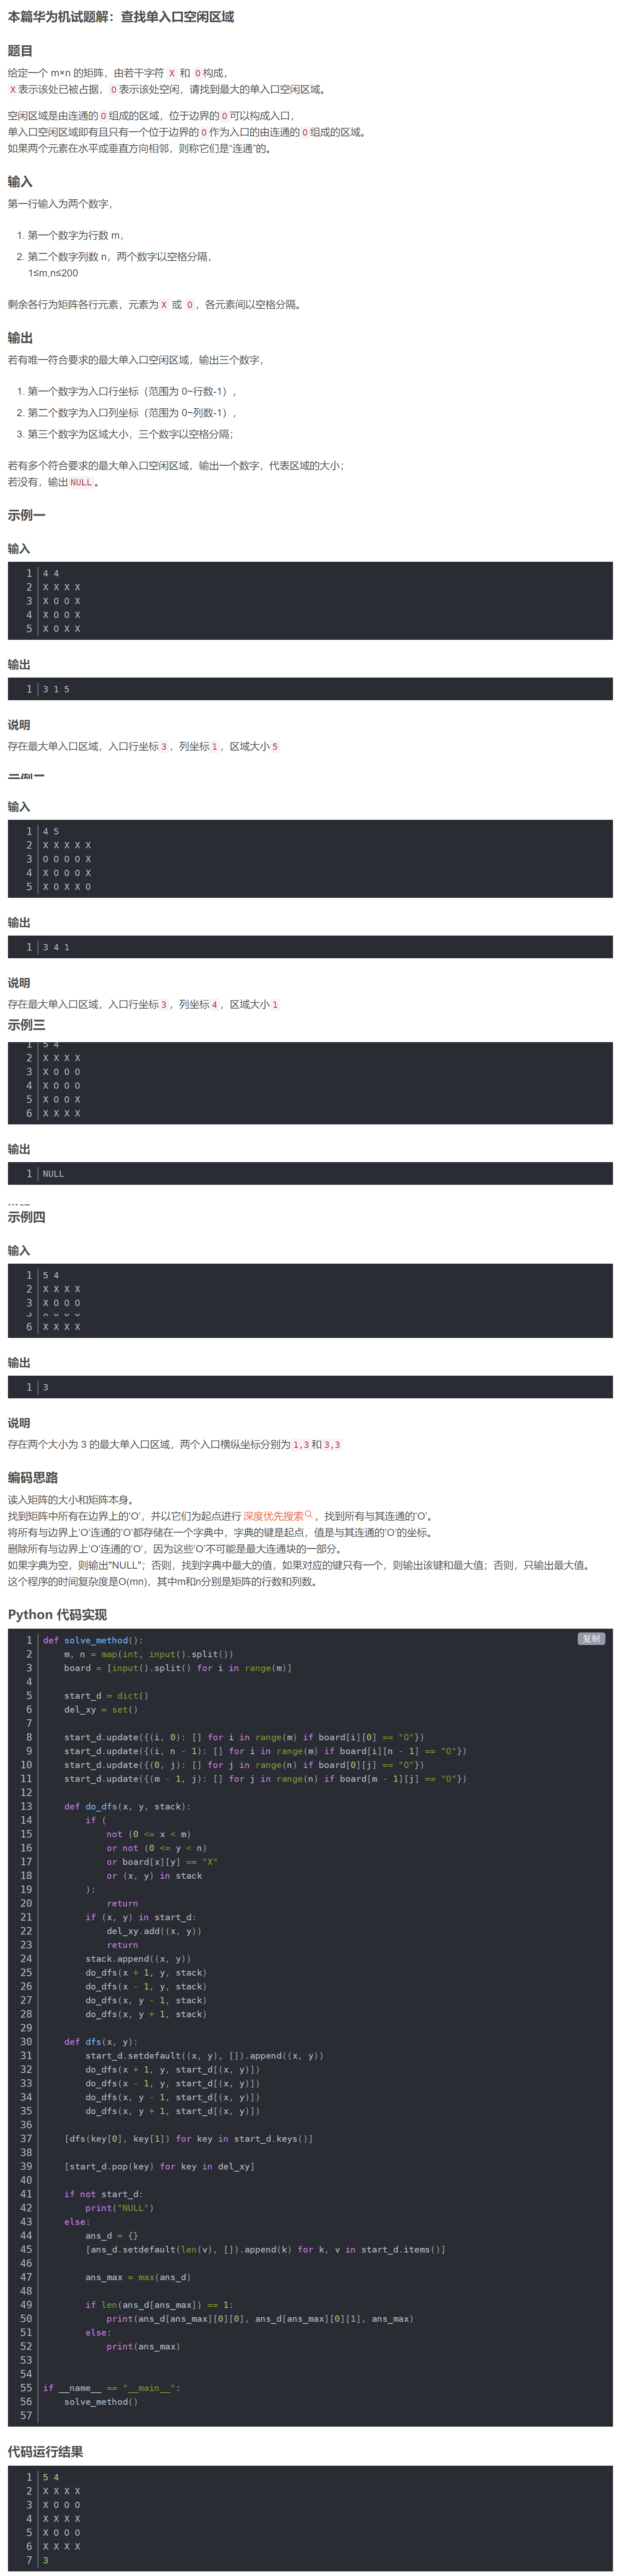 本篇华为机试题解：查找单入口空闲区域
题目
给定一个 m×n 的矩阵，由若干字符 X 和 O 构成，
X 表示该处已被占据，O 表示该处空闲，请找到最大的单入口空闲区域。
空闲区域是由连通的 O 组成的区域，位于边界的 O 可以构成入口，
单入口空闲区域即有且只有一个位于边界的 O 作为入口的由连通的 O 组成的区域。
如果两个元素在水平或垂直方向相邻，则称它们是“连通”的。
输入
第一行输入为两个数字，
1. 第一个数字为行数 m，
2. 第二个数字列数 n，两个数字以空格分隔，
1≤m,n≤200
剩余各行为矩阵各行元素，元素为 X 或 O，各元素间以空格分隔。
输出
若有唯一符合要求的最大单入口空闲区域，输出三个数字，
1. 第一个数字为入口行坐标（范围为 0~行数-1），
2. 第二个数字为入口列坐标（范围为 0~列数-1），
3. 第三个数字为区域大小，三个数字以空格分隔；
若有多个符合要求的最大单入口空闲区域，输出一个数字，代表区域的大小；
若没有，输出 NULL。
示例一
输入
1 4 4
2 X X X X
3 X O O X
4 X O O X
5 X O X X
输出
1 3 1 5
说明
存在最大单入口区域，入口行坐标 3，列坐标 1，区域大小 5
示例二
输入
1 4 5
2 X X X X X
3 O O O O X
4 X O O O X
5 X O X X O
输出
1 3 4 1
说明
存在最大单入口区域，入口行坐标 3，列坐标 4，区域大小 1
示例三
1 5 4
2 X X X X
3 X O O O
4 X O O O
5 X O O X
6 X X X X
输出
1 NULL
示例四
输入
1 5 4
2 X X X X
3 X O O O
6 X X X X
输出
1 3
说明
存在两个大小为 3 的最大单入口区域，两个入口横纵坐标分别为 1,3 和 3,3
编码思路
读入矩阵的大小和矩阵本身。
找到矩阵中所有在边界上的'O'，并以它们为起点进行 深度优先搜索，找到所有与其连通的'O'。
将所有与边界上'O'连通的'O'都存储在一个字典中，字典的键是起点，值是与其连通的'O'的坐标。
删除所有与边界上'O'连通的'O'，因为这些'O'不可能是最大连通块的一部分。
如果字典为空，则输出"NULL"；否则，找到字典中最大的值，如果对应的键只有一个，则输出该键和最大值；否则，只输出最大值。
这个程序的时间复杂度是O(mn)，其中m和n分别是矩阵的行数和列数。
Python 代码实现
复制
1 def solve_method():
2     m, n = map(int, input().split())
3     board = [input().split() for i in range(m)]
4
5     start_d = dict()
6     del_xy = set()
7
8     start_d.update({(i, 0): [] for i in range(m) if board[i][0] == "O"})
9     start_d.update({(i, n - 1): [] for i in range(m) if board[i][n - 1] == "O"})
10     start_d.update({(0, j): [] for j in range(n) if board[0][j] == "O"})
11     start_d.update({(m - 1, j): [] for j in range(n) if board[m - 1][j] == "O"})
12
13     def do_dfs(x, y, stack):
14         if (
15             not (0 <= x < m)
16             or not (0 <= y < n)
17             or board[x][y] == "X"
18             or (x, y) in stack
19         ):
20             return
21         if (x, y) in start_d:
22             del_xy.add((x, y))
23             return
24         stack.append((x, y))
25         do_dfs(x + 1, y, stack)
26         do_dfs(x - 1, y, stack)
27         do_dfs(x, y - 1, stack)
28         do_dfs(x, y + 1, stack)
29
30     def dfs(x, y):
31         start_d.setdefault((x, y), []).append((x, y))
32         do_dfs(x + 1, y, start_d[(x, y)])
33         do_dfs(x - 1, y, start_d[(x, y)])
34         do_dfs(x, y - 1, start_d[(x, y)])
35         do_dfs(x, y + 1, start_d[(x, y)])
36
37     [dfs(key[0], key[1]) for key in start_d.keys()]
38
39     [start_d.pop(key) for key in del_xy]
40
41     if not start_d:
42         print("NULL")
43     else:
44         ans_d = {}
45         [ans_d.setdefault(len(v), []).append(k) for k, v in start_d.items()]
46
47         ans_max = max(ans_d)
48
49         if len(ans_d[ans_max]) == 1:
50             print(ans_d[ans_max][0][0], ans_d[ans_max][0][1], ans_max)
51         else:
52             print(ans_max)
53
54
55 if __name__ == "__main__":
56     solve_method()
57
代码运行结果
1 5 4
2 X X X X
3 X O O O
4 X X X X
5 X O O O
6 X X X X
7 3